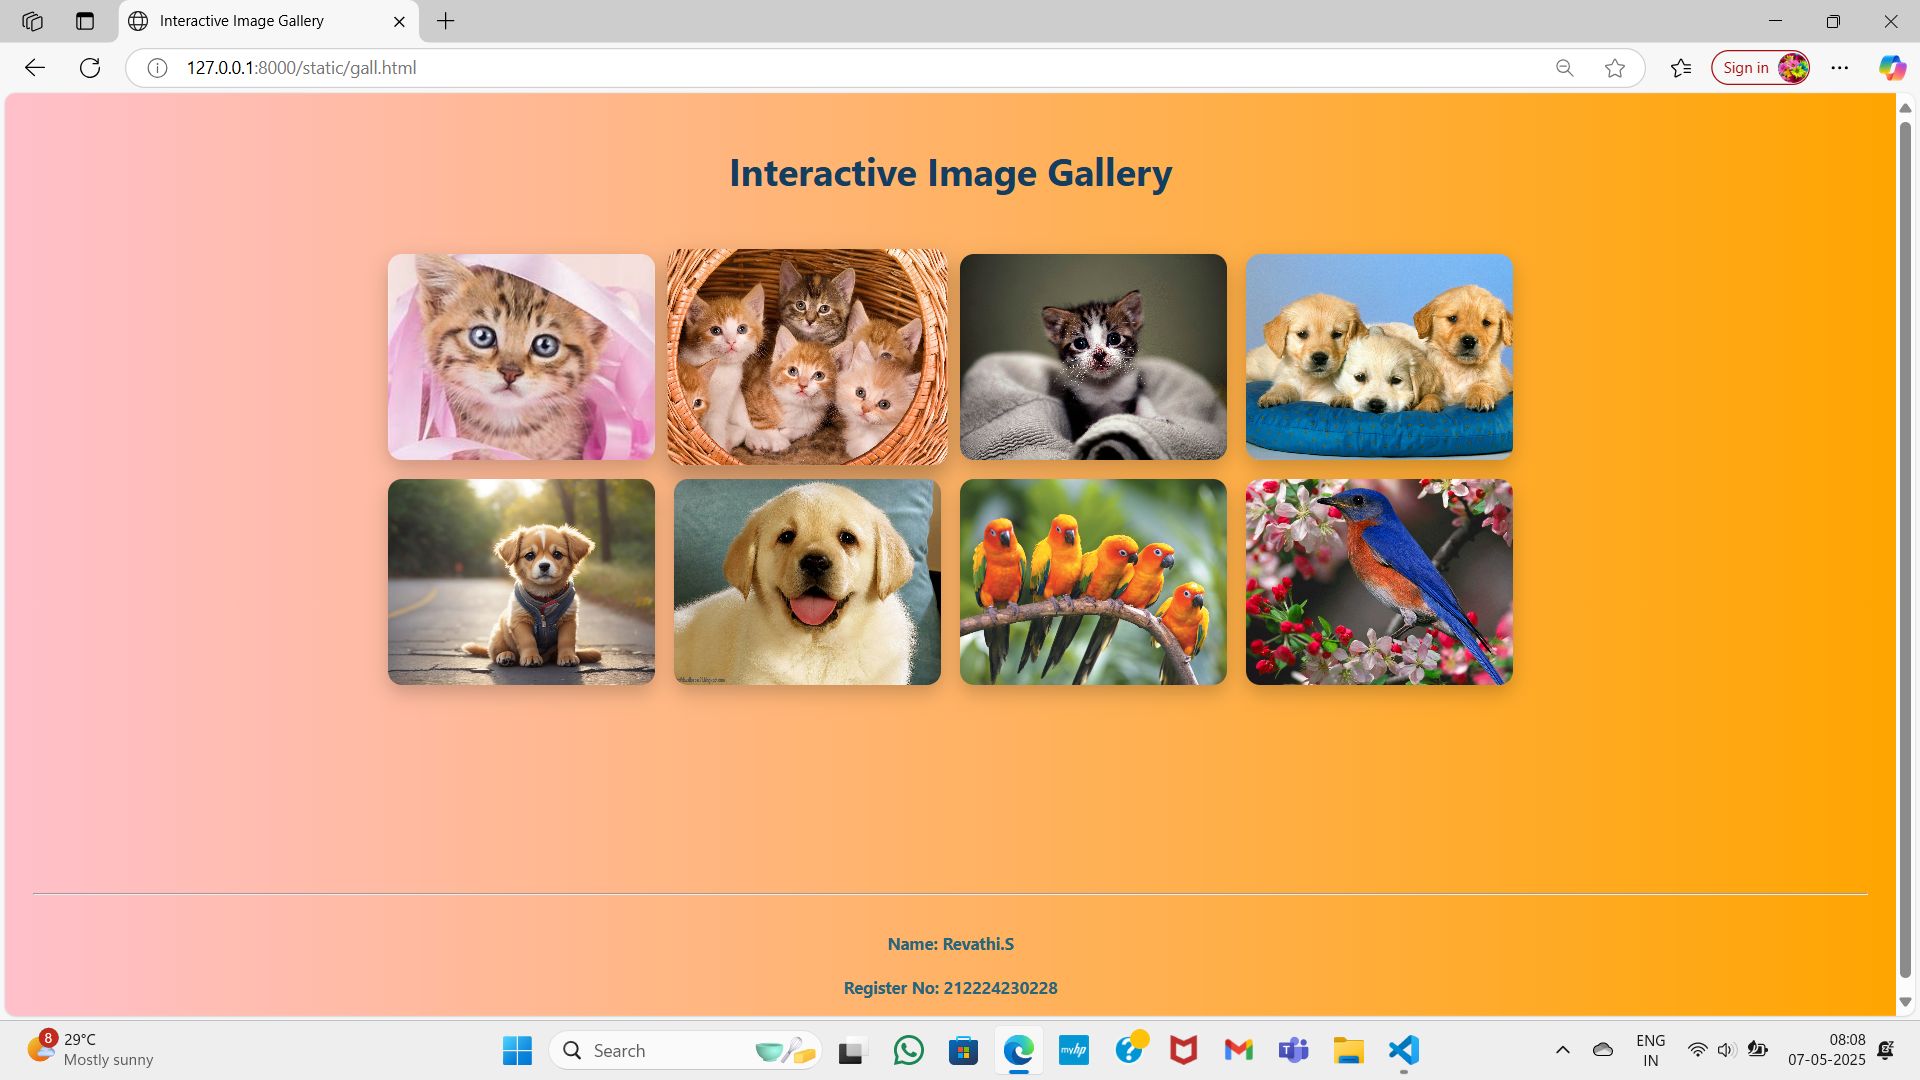 Interactive Image Gallery
127.0.0.1:8000/static/gall.html
Sign in
Interactive Image Gallery
Name: Revathi.S
Register No: 212224230228
8
29°C
Mostly sunny
Search
myhp
ENG
IN
08:08
07-05-2025